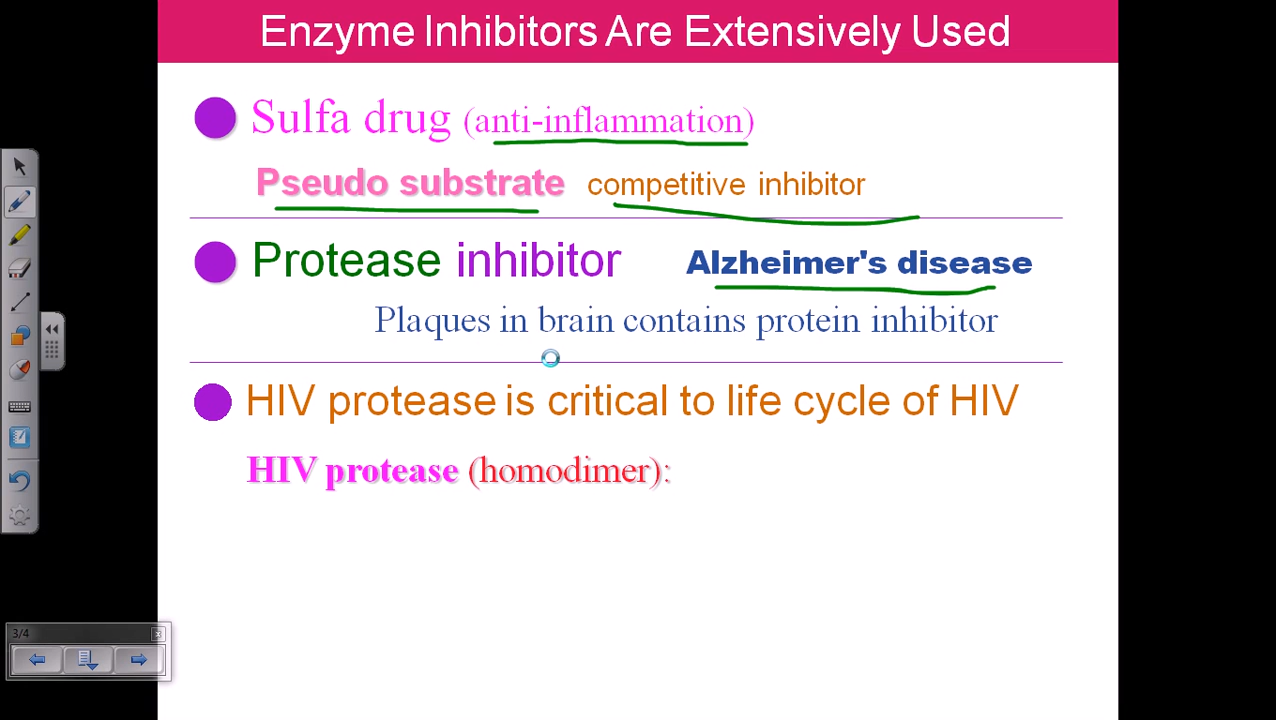 Enzyme Inhibitors Are Extensively Used
Sulfa drug (anti-inflammation)
Pseudo substrate competitive inhibitor
Protease inhibitor Alzheimer's disease
Plaques in brain contains protein inhibitor
HIV protease is critical to life cycle of HIV
HIV protease (homodimer):
3/4